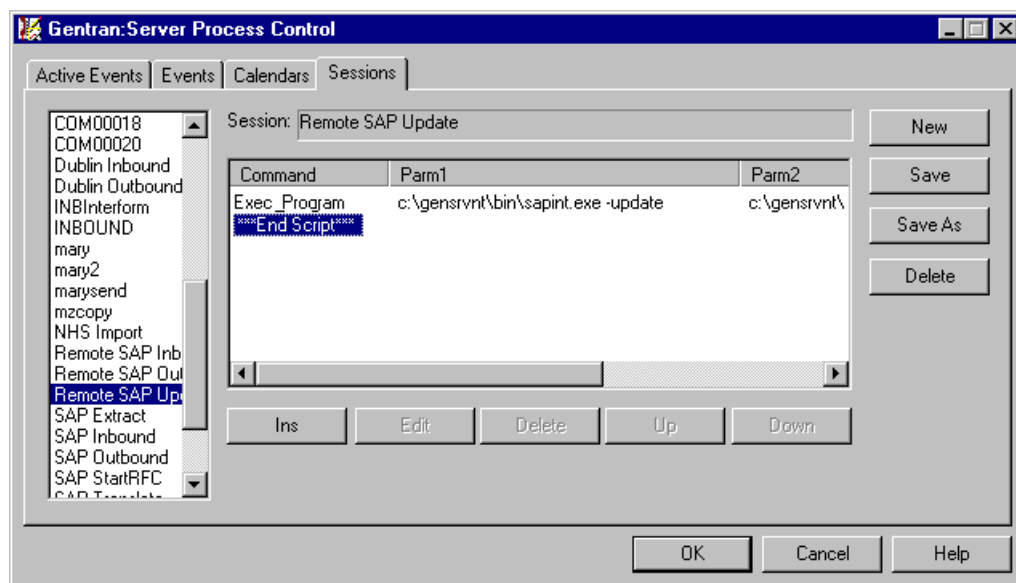 Gentran:Server Process Control
Active Events Events Calendars Sessions
COM00018
COM00020
Dublin Inbound
Dublin Outbound
INBInterform
INBOUND
mary
mary2
marysend
mzcopy
NHS Import
Remote SAP Inb
Remote SAP Out
Remote SAP Up
SAP Extract
SAP Inbound
SAP Outbound
SAP StartRFC
SAP Translate
Session: Remote SAP Update
Command Parm1 Parm2
Exec_Program c:\gensrvnt\bin\sapint.exe -update c:\gensrvnt\
***End Script***
Ins Edit Delete Up Down
New
Save
Save As
Delete
OK Cancel Help